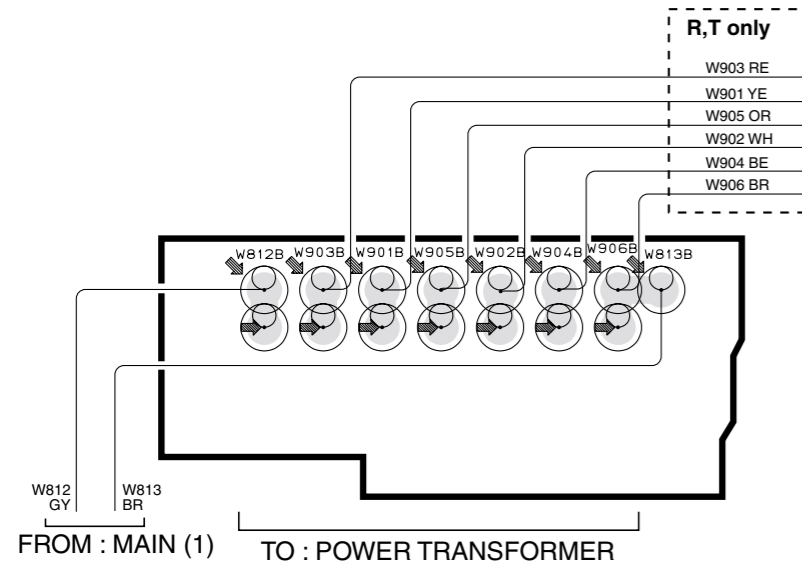 R,T only
W903 RE
W901 YE
W905 OR
W902 WH
W904 BE
W906 BR
W812B W903B W901B W905B W902B W904B W906B W813B
W812 W813
GY BR
FROM : MAIN (1) TO : POWER TRANSFORMER